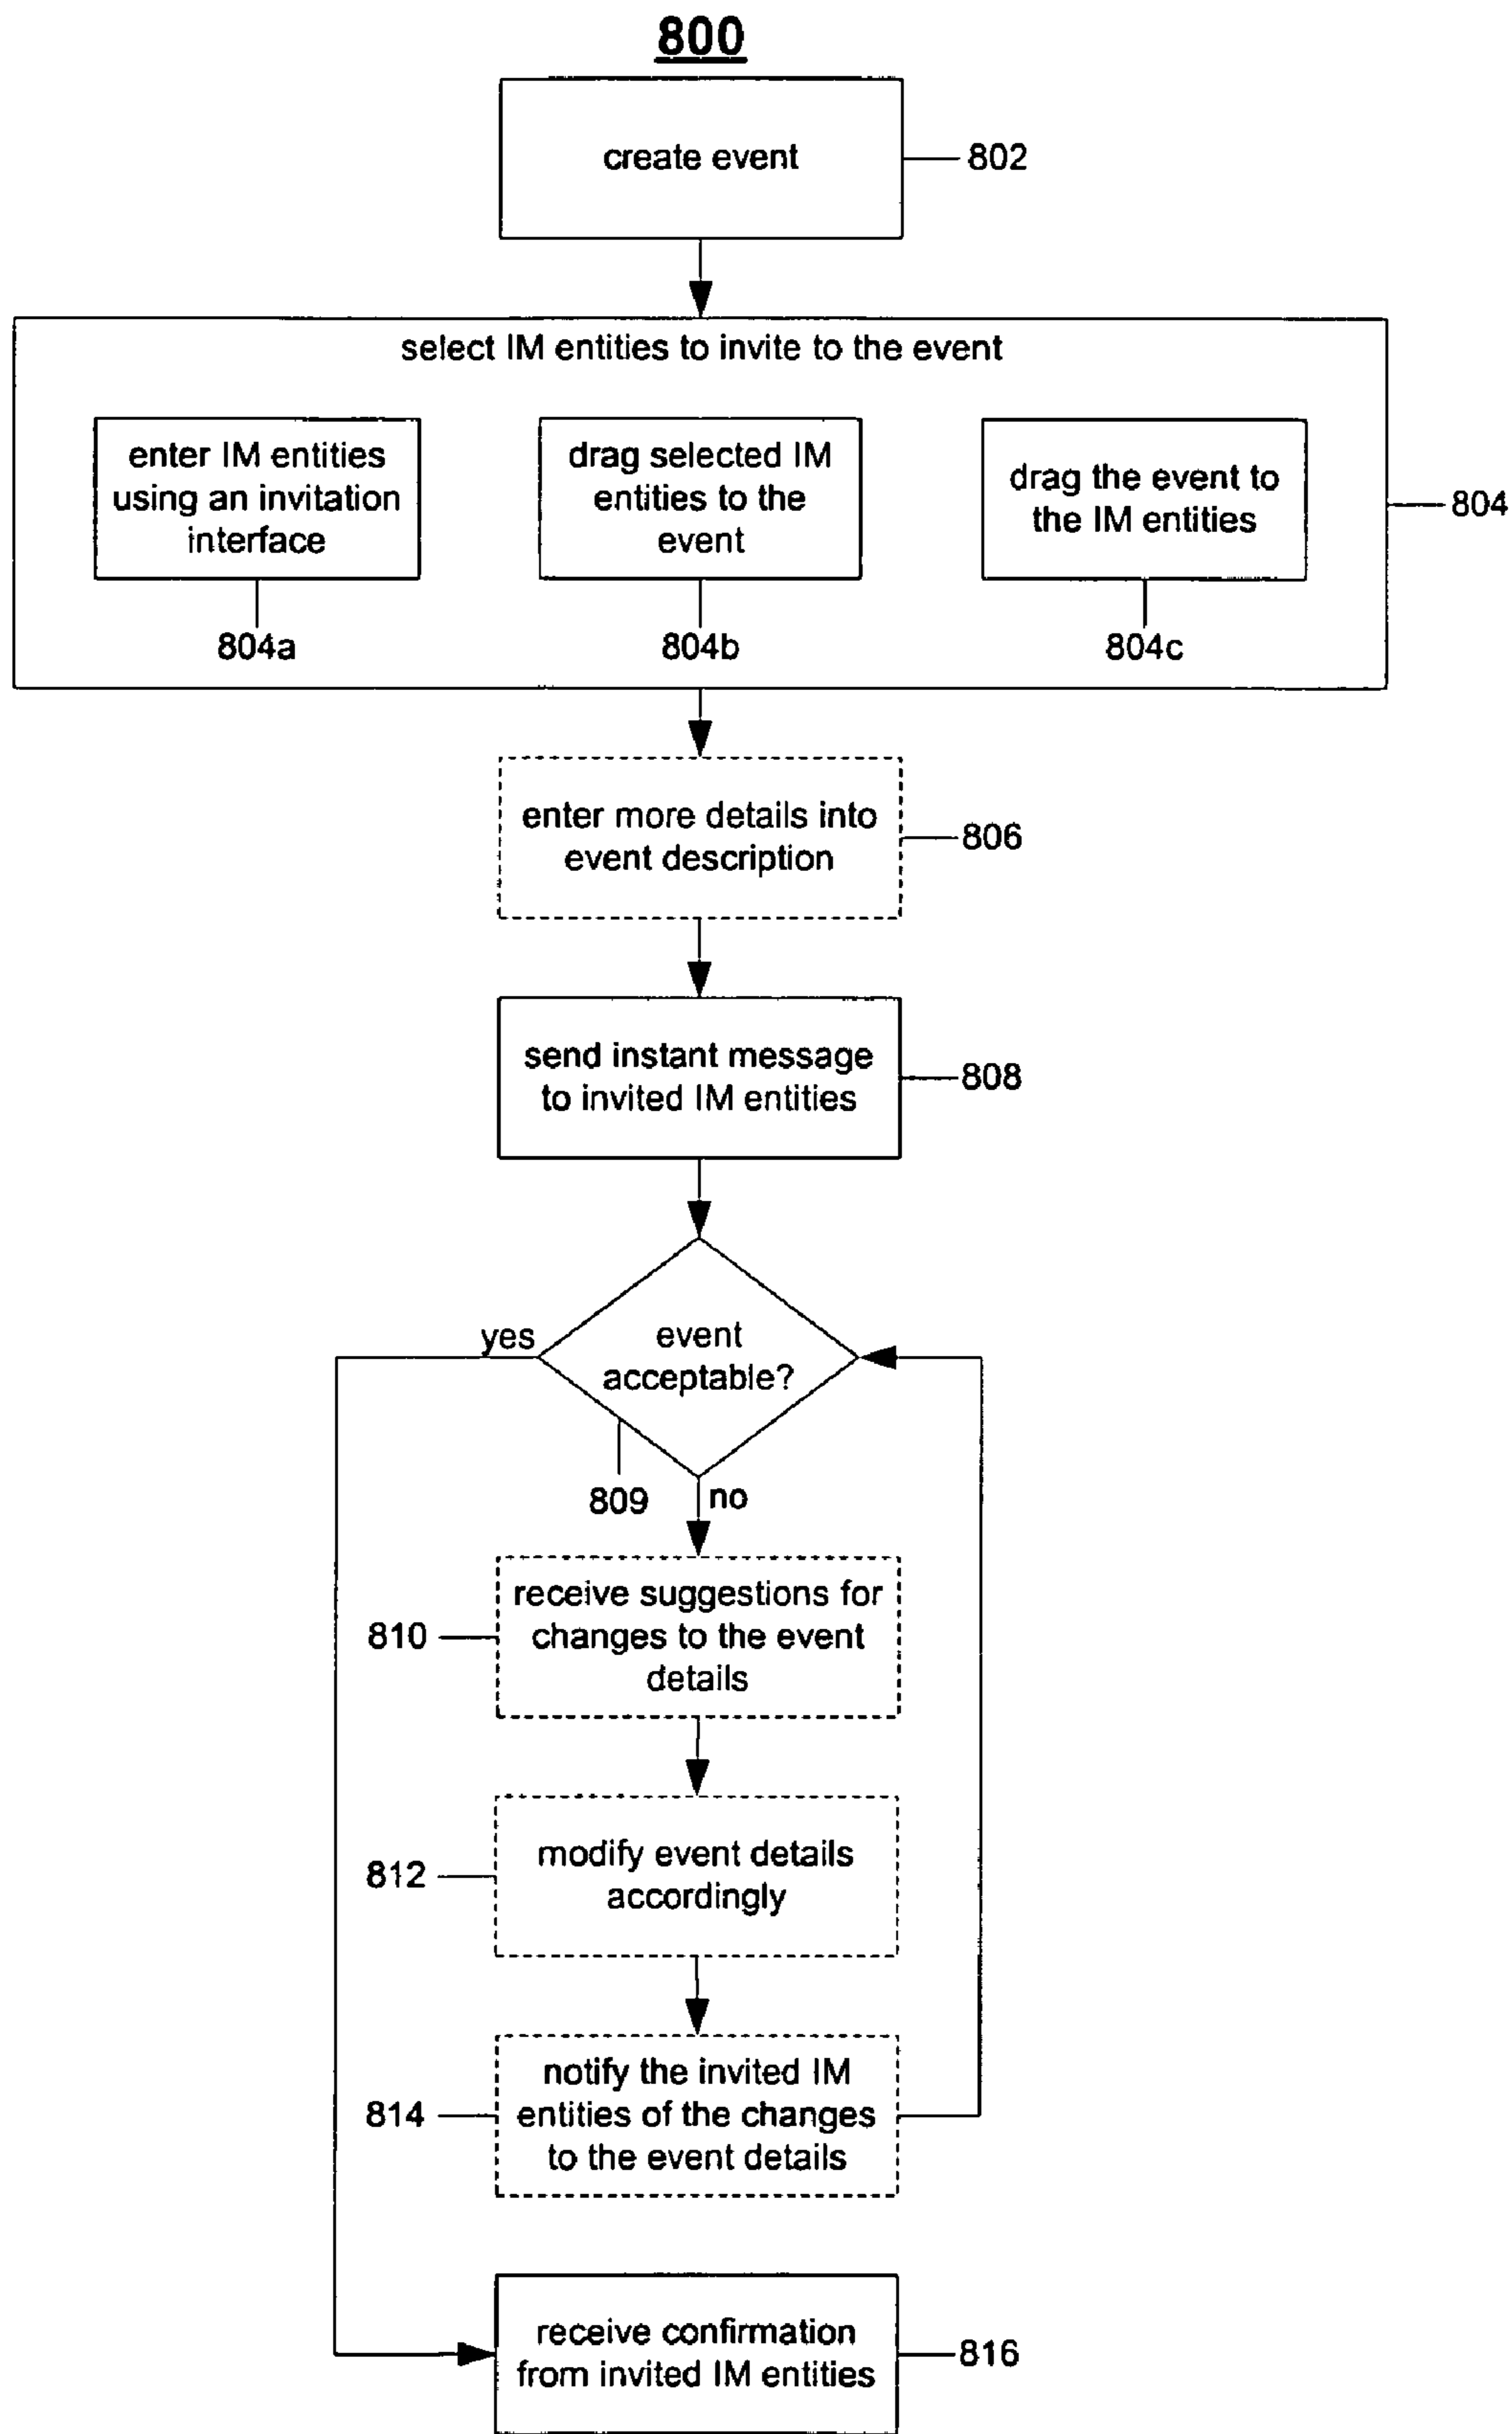 800
create event
802
select IM entities to invite to the event
enter IM entities
using an invitation
interface
804a
drag selected IM
entities to the
event
804b
drag the event to
the IM entities
804c
804
enter more details into
event description
806
send instant message
to invited IM entities
808
event
acceptable?
yes
809
no
receive suggestions for
changes to the event
details
810
modify event details
accordingly
812
notify the invited IM
entities of the changes
to the event details
814
receive confirmation
from invited IM entities
816